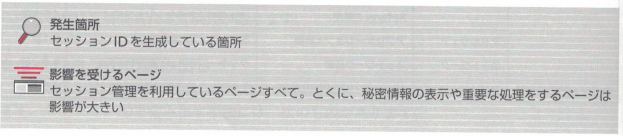 発生箇所
セッションIDを生成している箇所
影響を受けるページ
セッション管理を利用しているページすべて。とくに、秘密情報の表示や重要な処理をするページは
影響が大きい